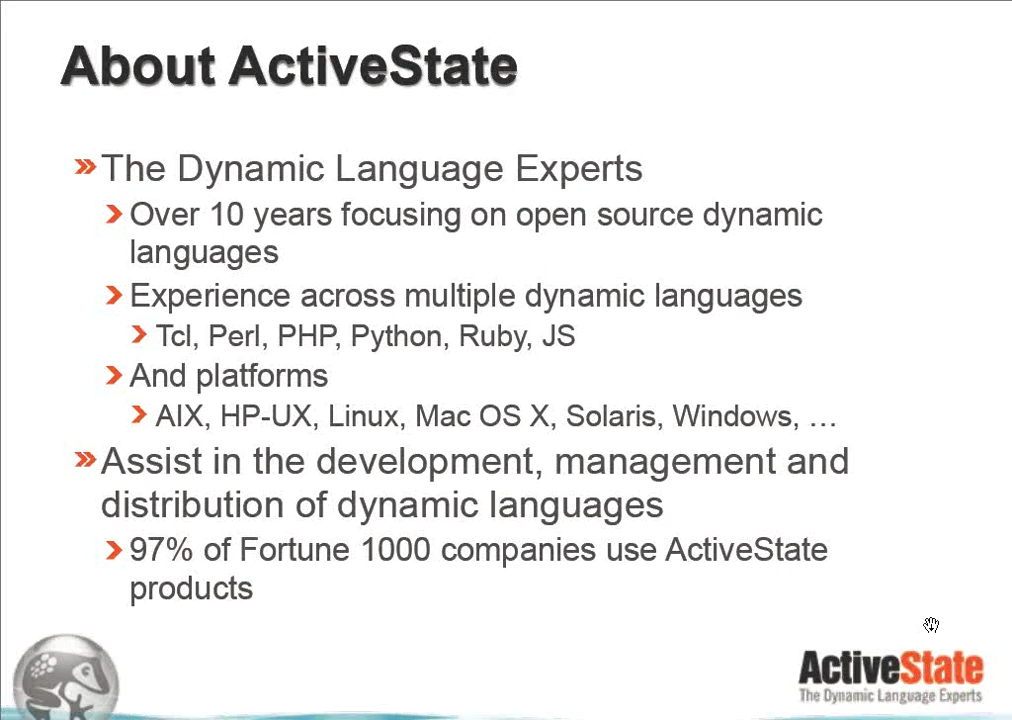 About ActiveState
The Dynamic Language Experts
Over 10 years focusing on open source dynamic
languages
Experience across multiple dynamic languages
Tcl, Perl, PHP, Python, Ruby, JS
And platforms
AIX, HP-UX, Linux, Mac OS X, Solaris, Windows, …
Assist in the development, management and
distribution of dynamic languages
97% of Fortune 1000 companies use ActiveState
products
ActiveState
The Dynamic Language Experts